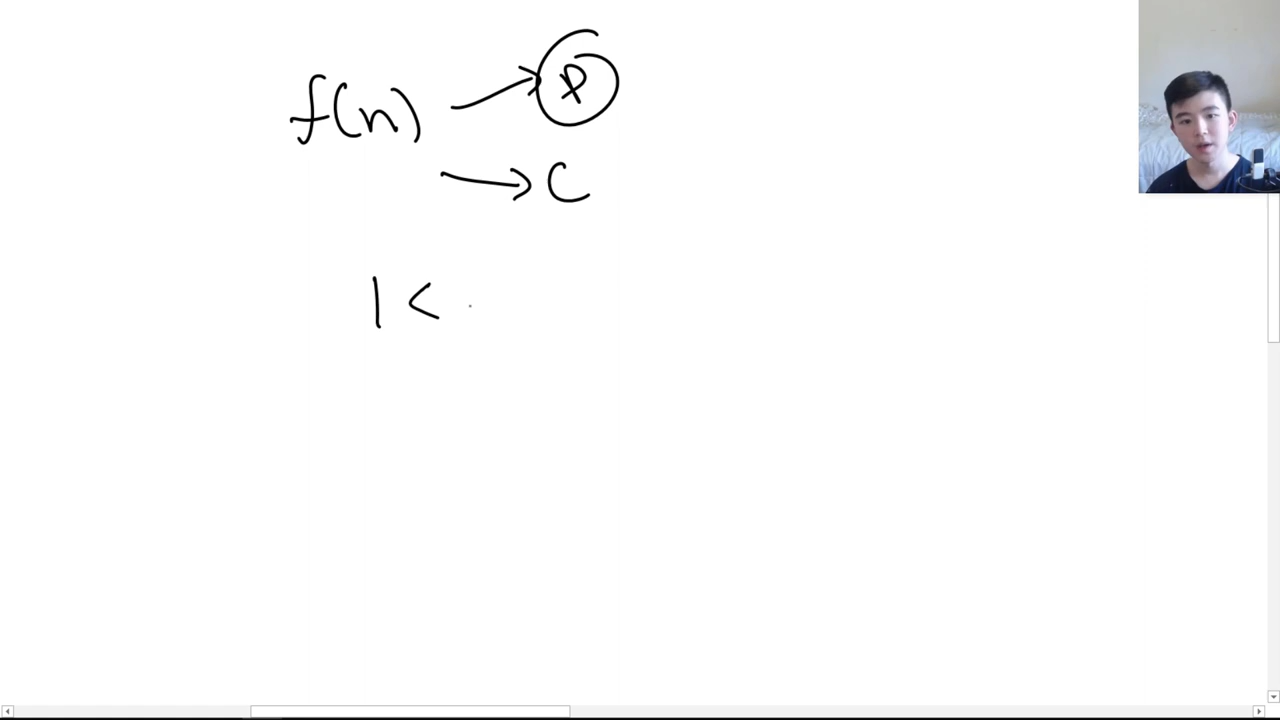 f(n) → P
→ C
1 <